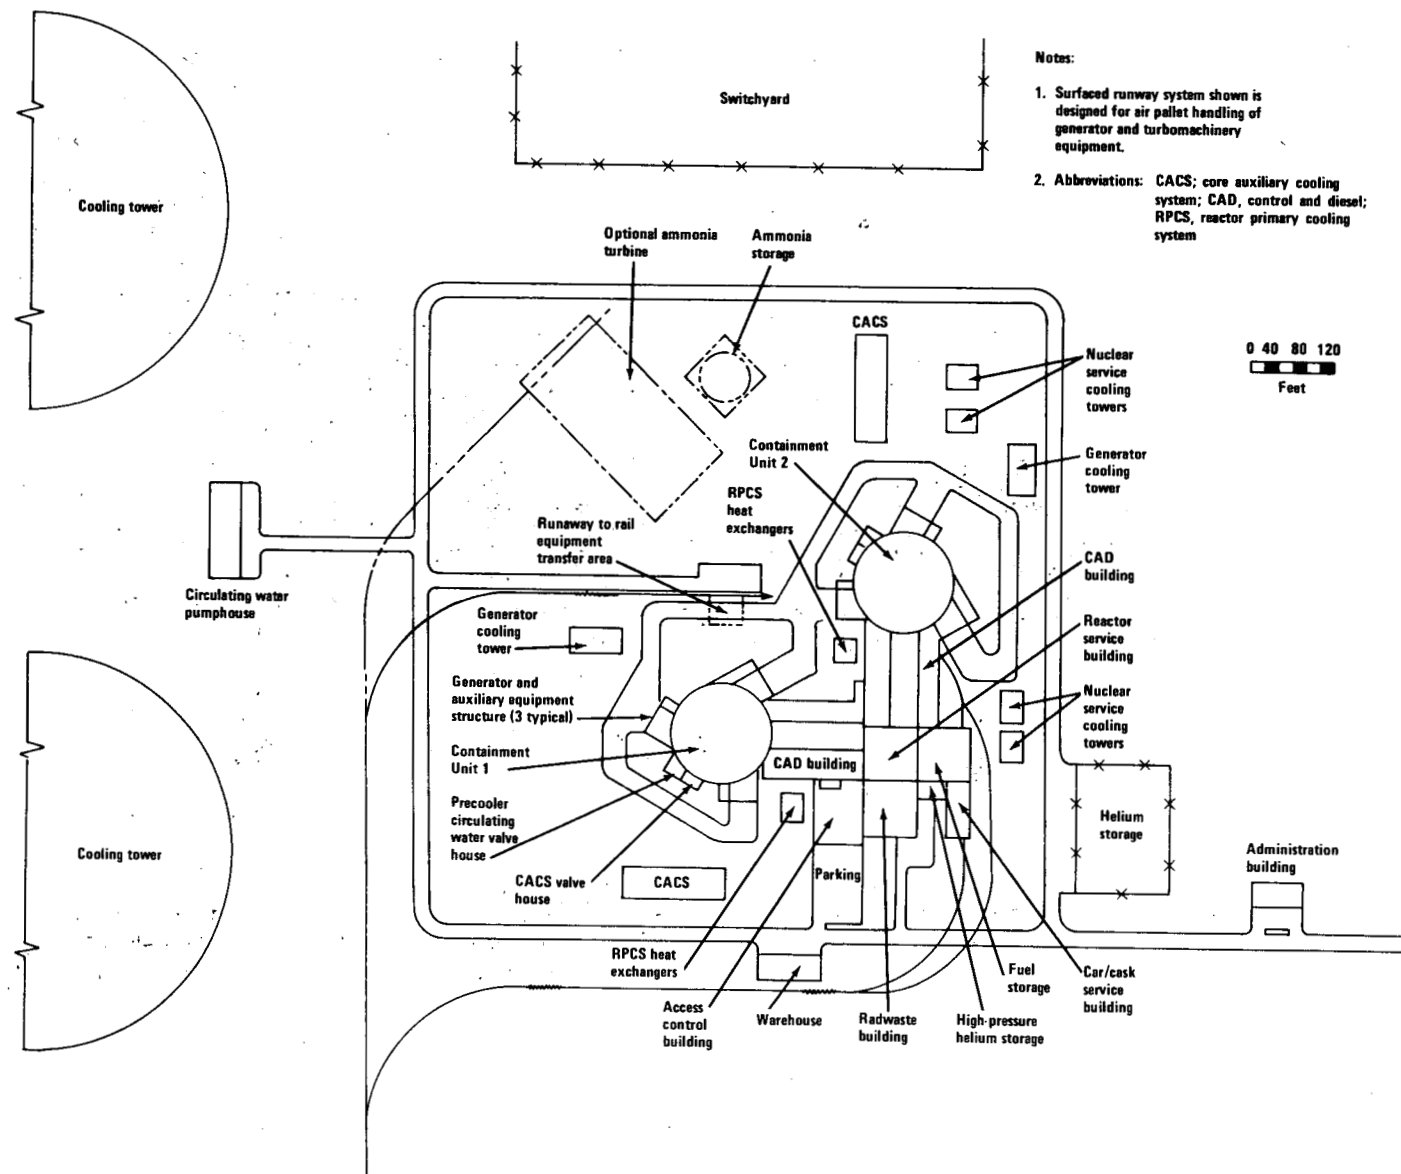 Notes:
1. Surfaced runway system shown is
designed for air pallet handling of
generator and turbomachinery
equipment.
2. Abbreviations: CACS; core auxiliary cooling
system; CAD, control and diesel;
RPCS, reactor primary cooling
system
Switchyard
Cooling tower
Optional ammonia
turbine
Ammonia
storage
CACS
Nuclear
service
cooling
towers
0 40 80 120
Feet
Containment
Unit 2
Generator
cooling
tower
RPCS
heat
exchangers
Runaway to rail
equipment
transfer area
CAD
building
Circulating water
pumphouse
Generator
cooling
tower
Reactor
service
building
Generator and
auxiliary equipment
structure (3 typical)
Nuclear
service
cooling
towers
Containment
Unit 1
CAD building
Precooler
circulating
water valve
house
Helium
storage
Cooling tower
Administration
building
CACS valve
house
CACS
Parking
RPCS heat
exchangers
Fuel
storage
Car/cask
service
building
Access
control
building
Warehouse
Radwaste
building
High-pressure
helium storage